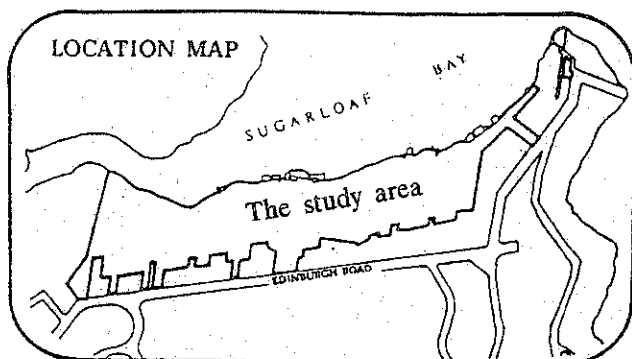 LOCATION MAP
SUGARLOAF BAY
The study area
EDINBURGH ROAD